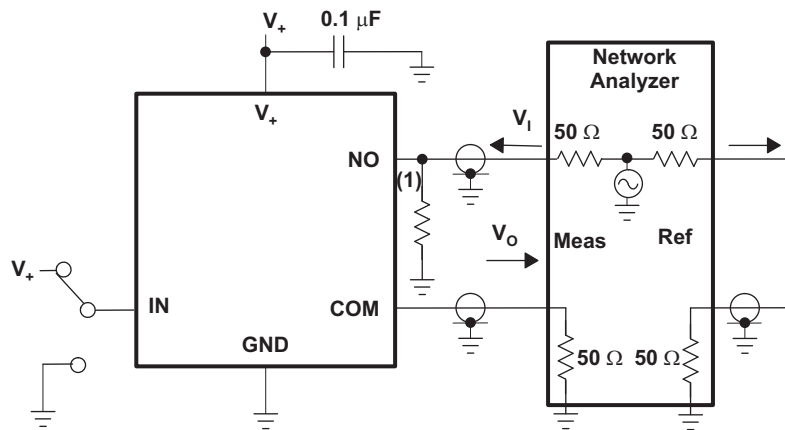 V+
0.1 μF
V+
NO
(1)
VI
Network
Analyzer
50 Ω
50 Ω
VO
Meas
Ref
V+
IN
COM
GND
50 Ω
50 Ω